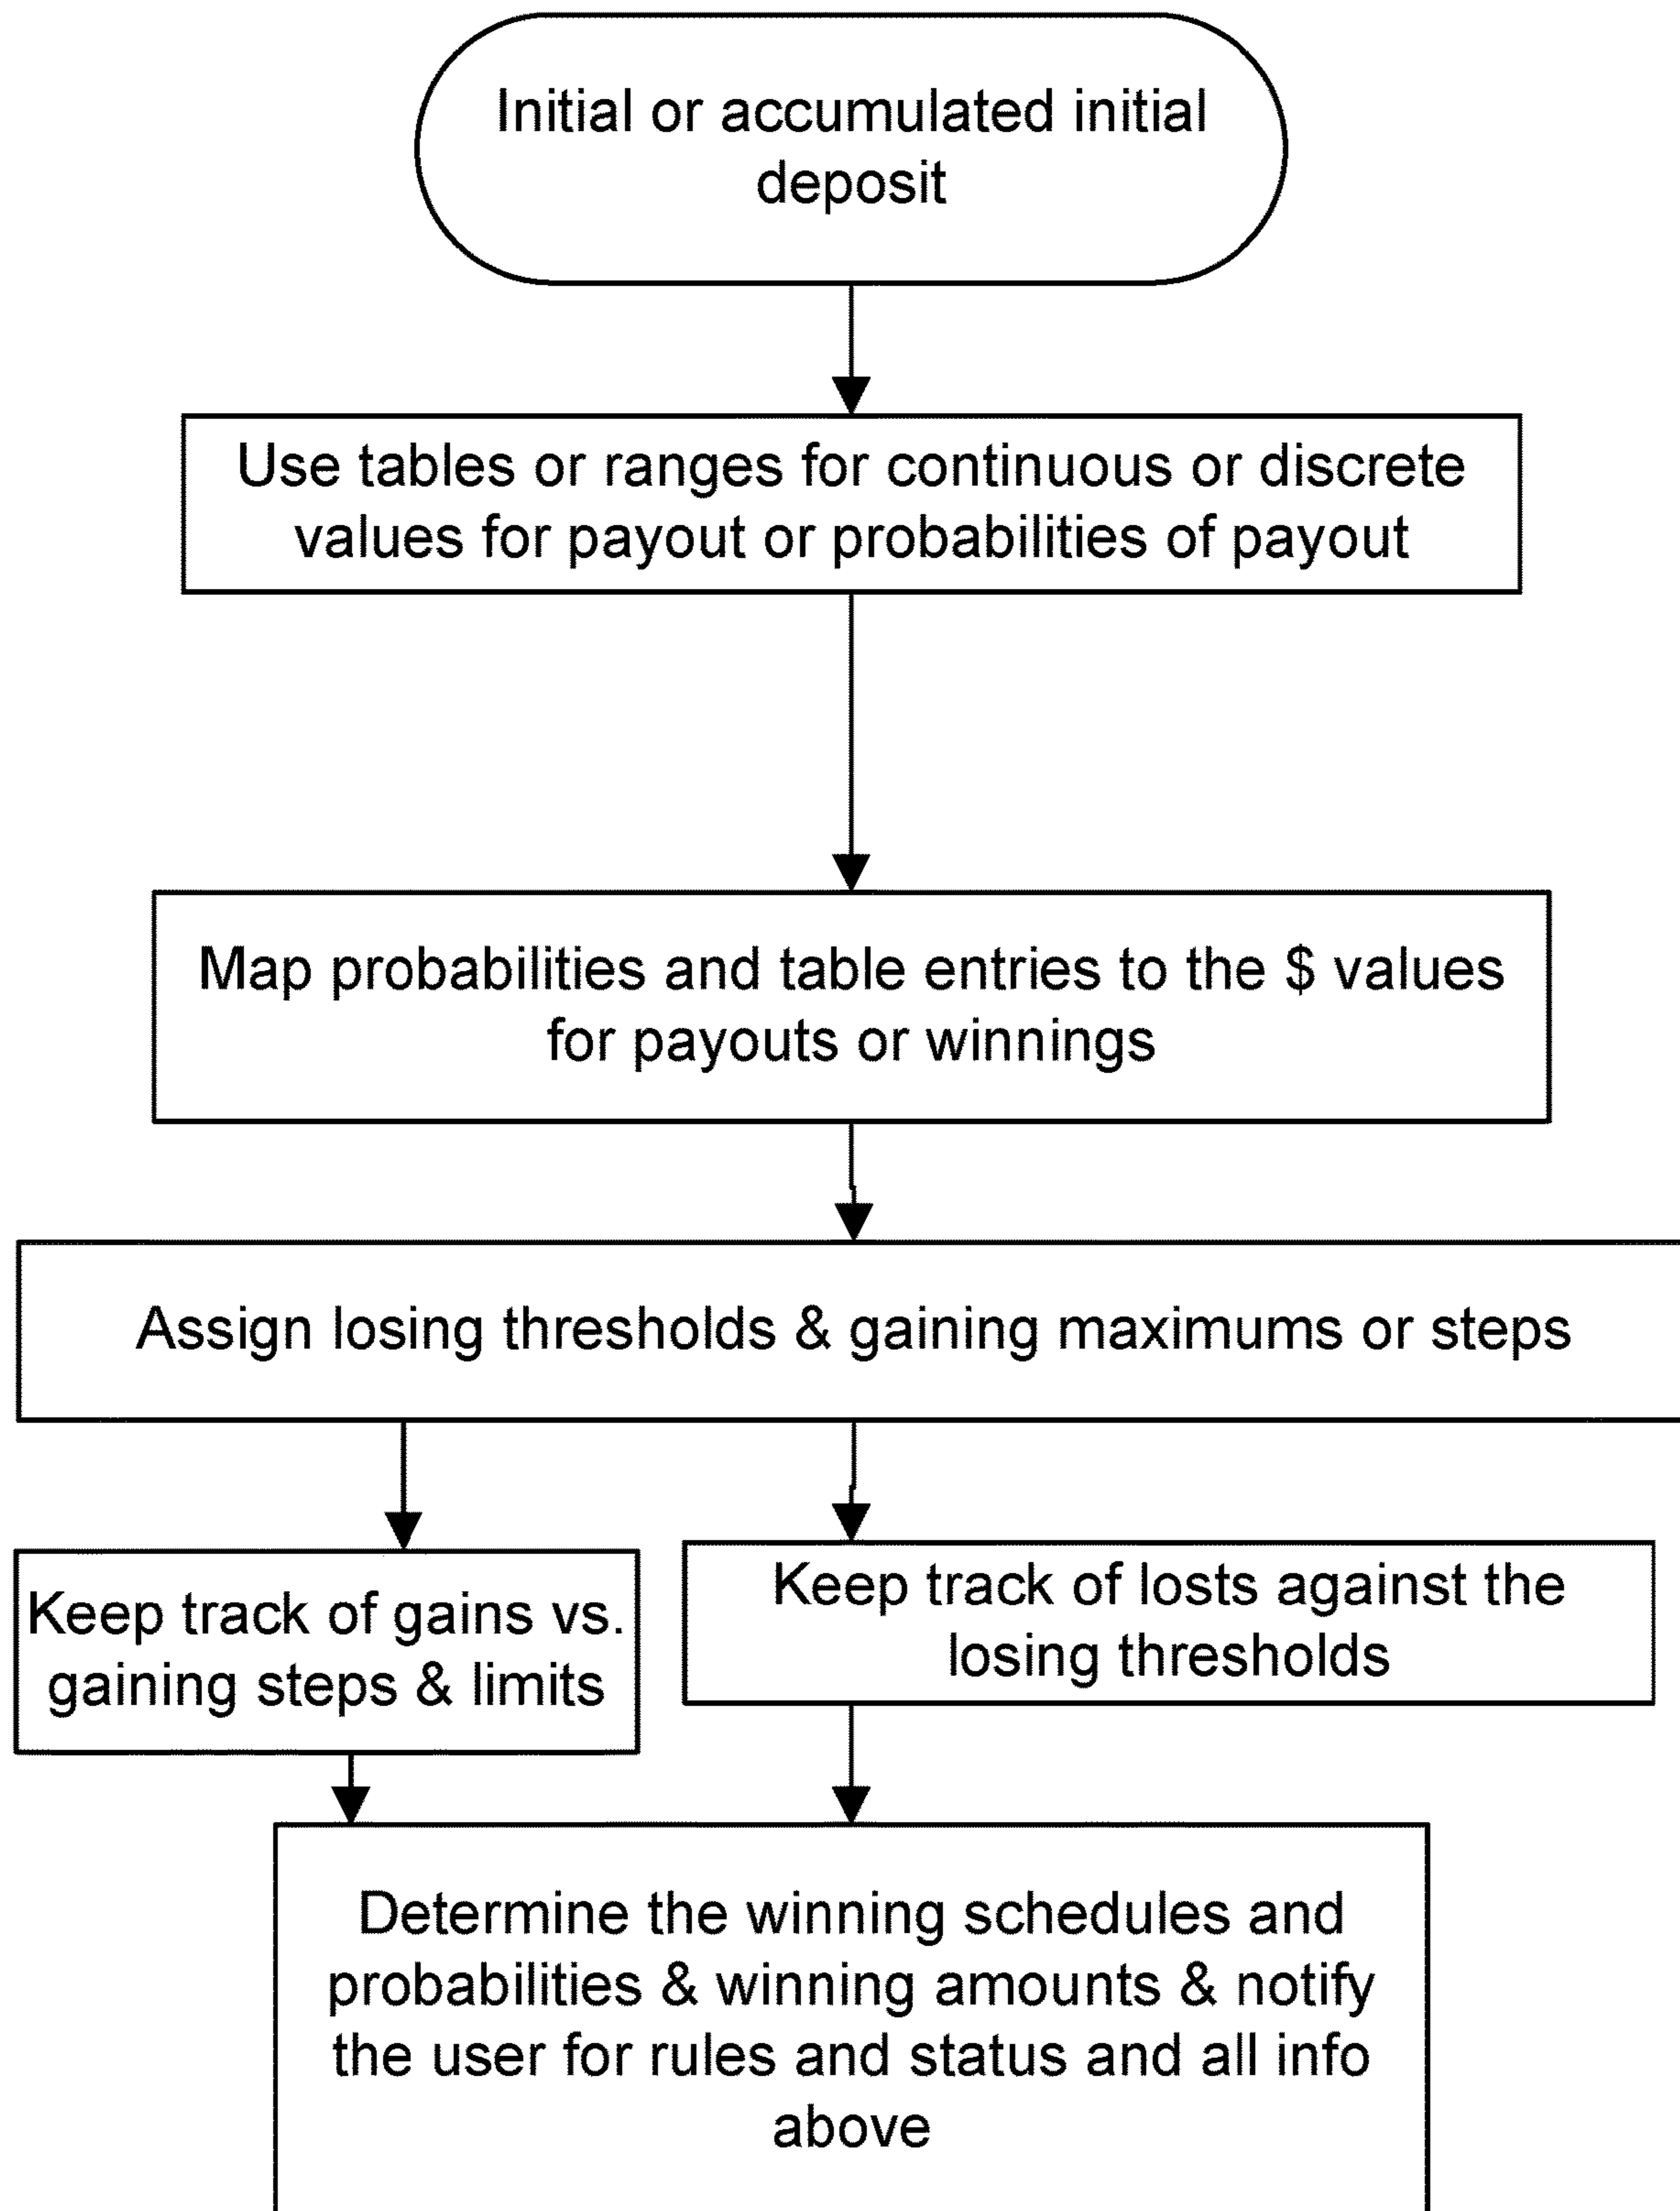 Initial or accumulated initial
deposit
Use tables or ranges for continuous or discrete
values for payout or probabilities of payout
Map probabilities and table entries to the $ values
for payouts or winnings
Assign losing thresholds & gaining maximums or steps
Keep track of gains vs.
gaining steps & limits
Keep track of losts against the
losing thresholds
Determine the winning schedules and
probabilities & winning amounts & notify
the user for rules and status and all info
above